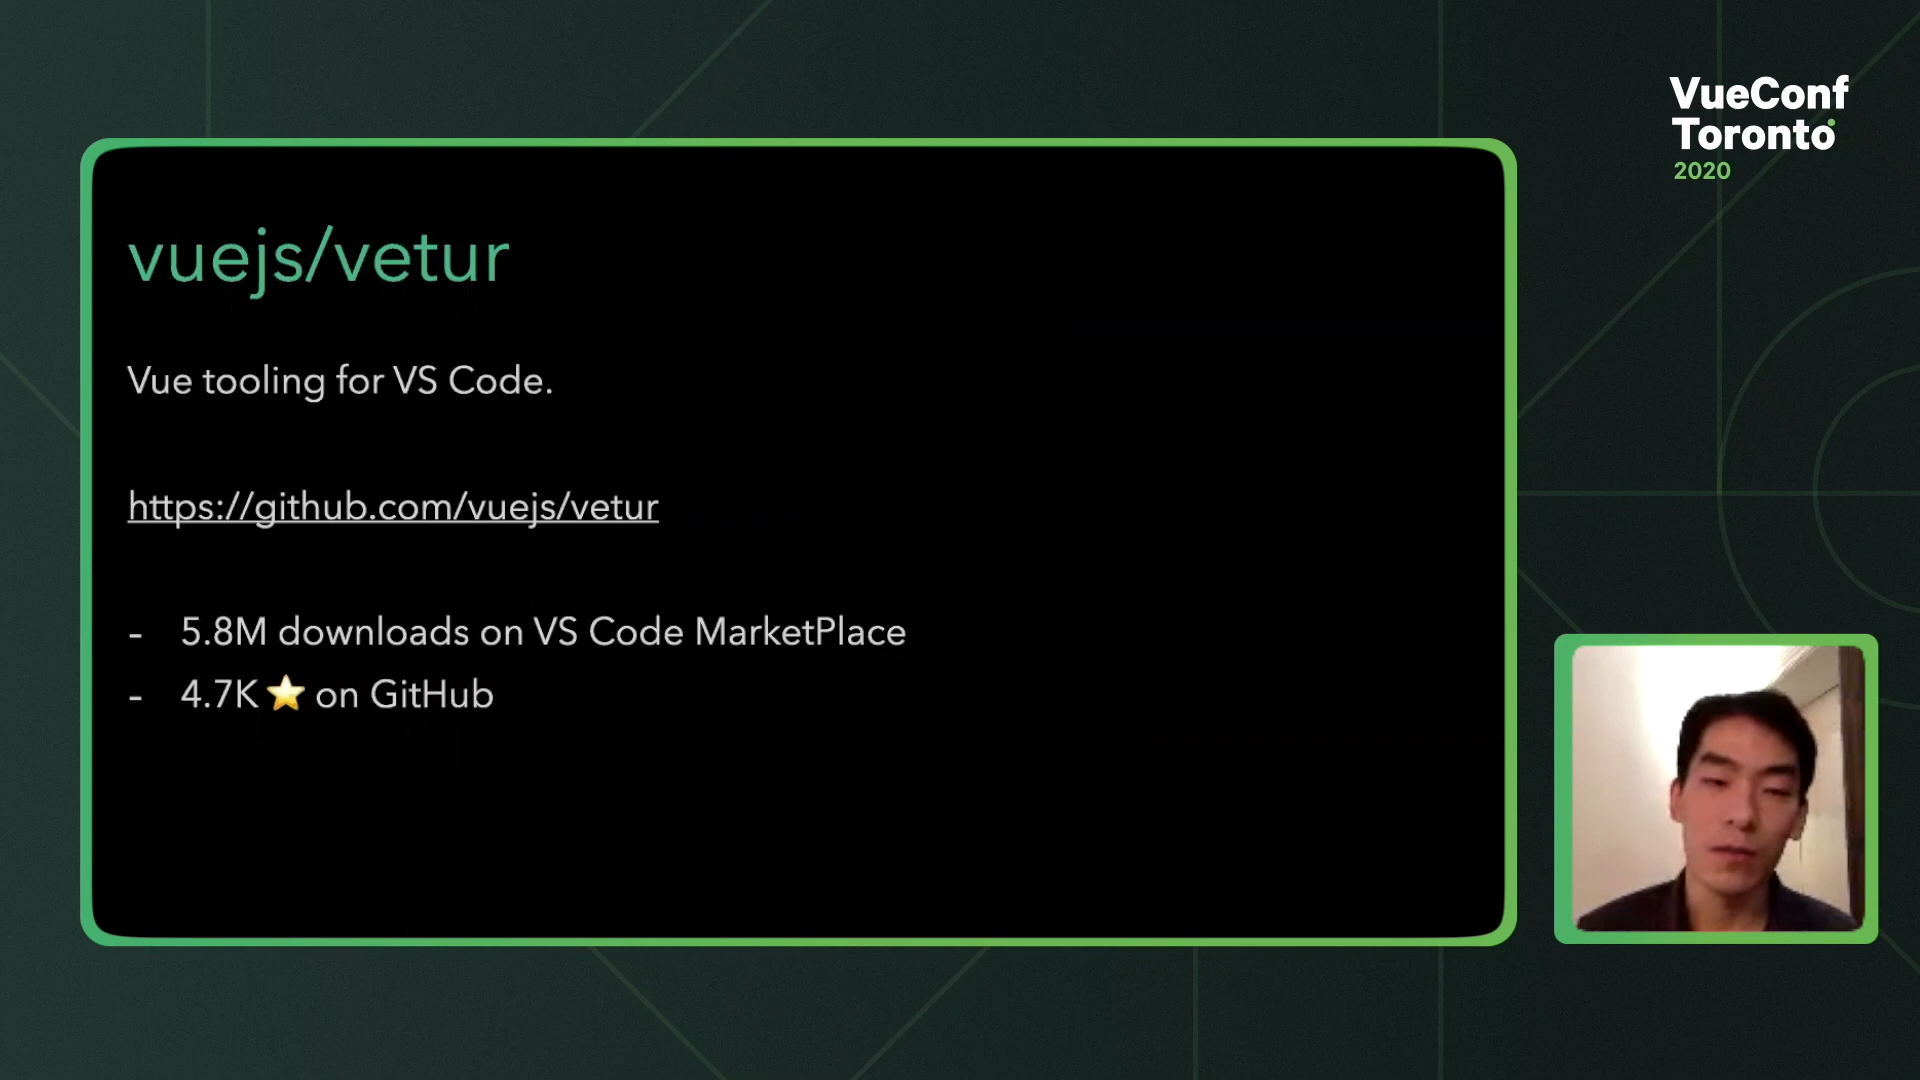 VueConf
Toronto
2020
vuejs/vetur
Vue tooling for VS Code.
https://github.com/vuejs/vetur
- 5.8M downloads on VS Code MarketPlace
- 4.7K ⭐ on GitHub